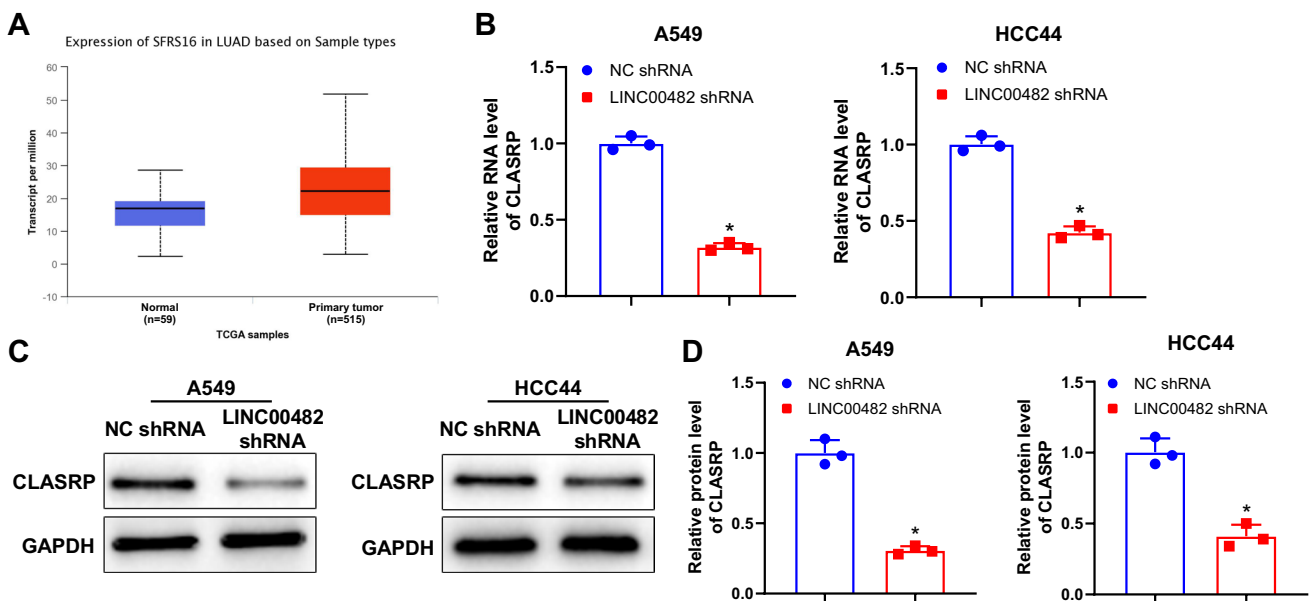 A
Expression of SFRS16 in LUAD based on Sample types
Transcript per million
60
50
40
30
20
10
0
-10
Normal
(n=59)
Primary tumor
(n=515)
TCGA samples
B
A549
Relative RNA level
of CLASRP
1.5
1.0
0.5
0.0
NC shRNA
LINC00482 shRNA
*
HCC44
Relative RNA level
of CLASRP
1.5
1.0
0.5
0.0
NC shRNA
LINC00482 shRNA
*
C
A549
NC shRNA
LINC00482
shRNA
CLASRP
GAPDH
HCC44
NC shRNA
LINC00482
shRNA
CLASRP
GAPDH
D
A549
Relative protein level
of CLASRP
1.5
1.0
0.5
0.0
NC shRNA
LINC00482 shRNA
*
HCC44
Relative protein level
of CLASRP
1.5
1.0
0.5
0.0
NC shRNA
LINC00482 shRNA
*